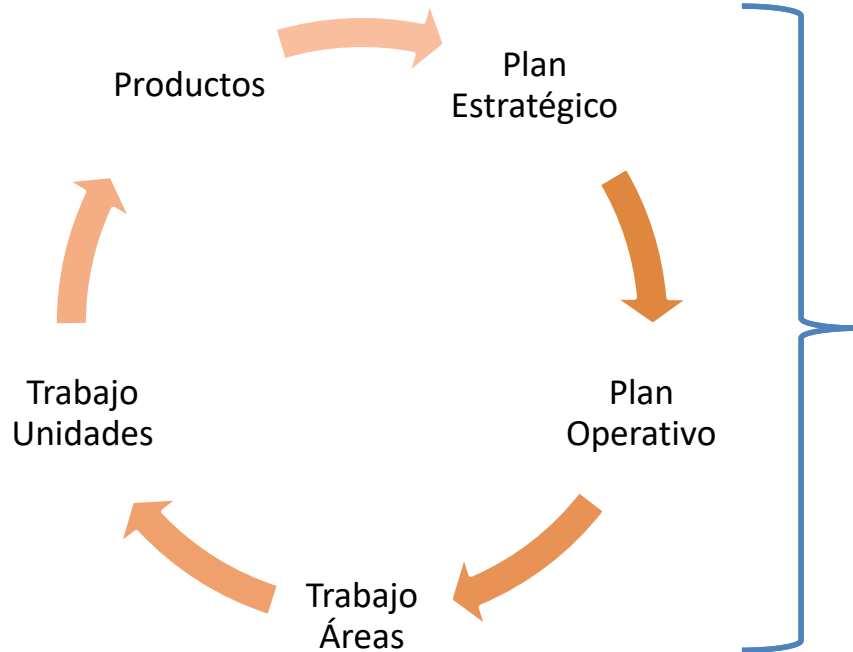 Productos
Plan
Estratégico
Plan
Operativo
Trabajo
Áreas
Trabajo
Unidades